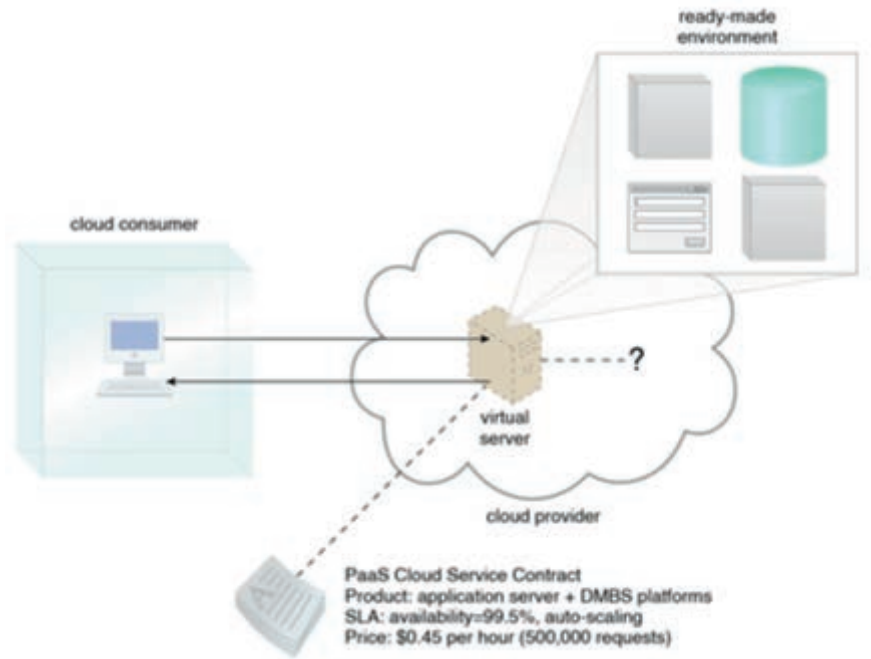 ready-made
environment
cloud consumer
?
virtual
server
cloud provider
PaaS Cloud Service Contract
Product: application server + DMBS platforms
SLA: availability=99.5%, auto-scaling
Price: $0.45 per hour (500,000 requests)